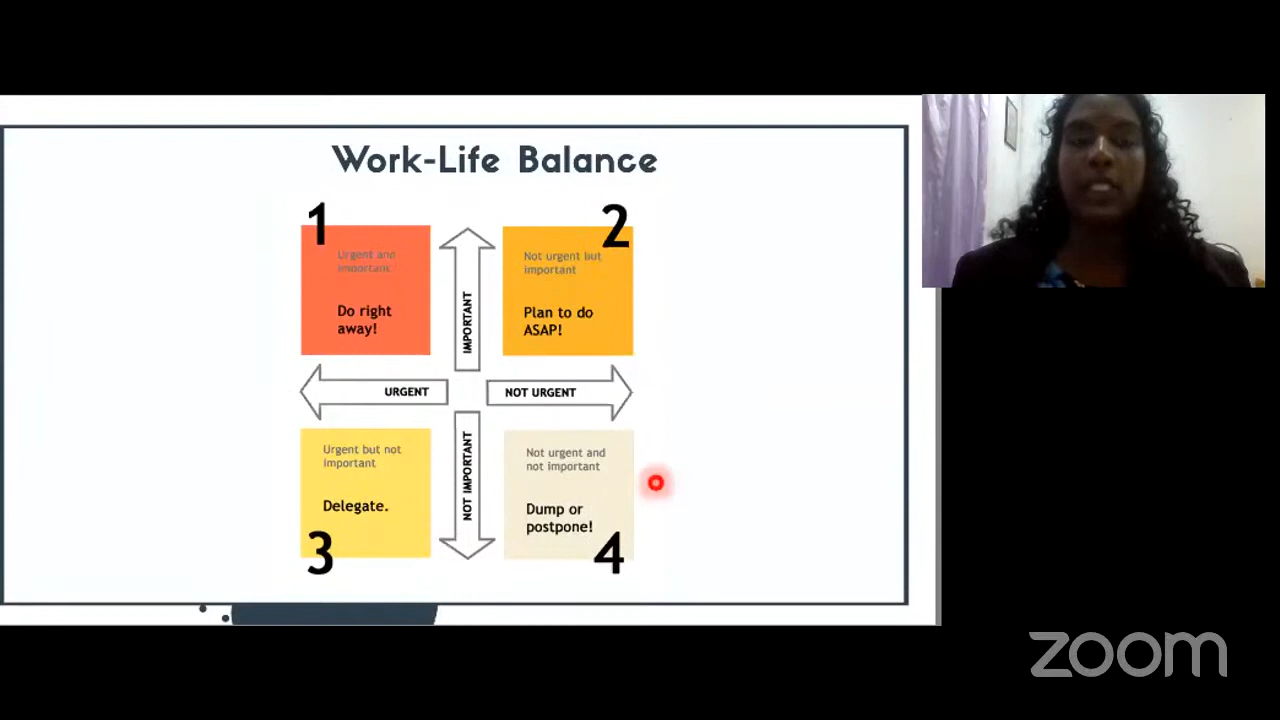 Work-Life Balance
1
2
Urgent and
important
Do right
away!
IMPORTANT
Not urgent but
important
Plan to do
ASAP!
URGENT
NOT URGENT
Urgent but not
important
Delegate.
NOT IMPORTANT
Not urgent and
not important
Dump or
postpone!
3
4
zoom